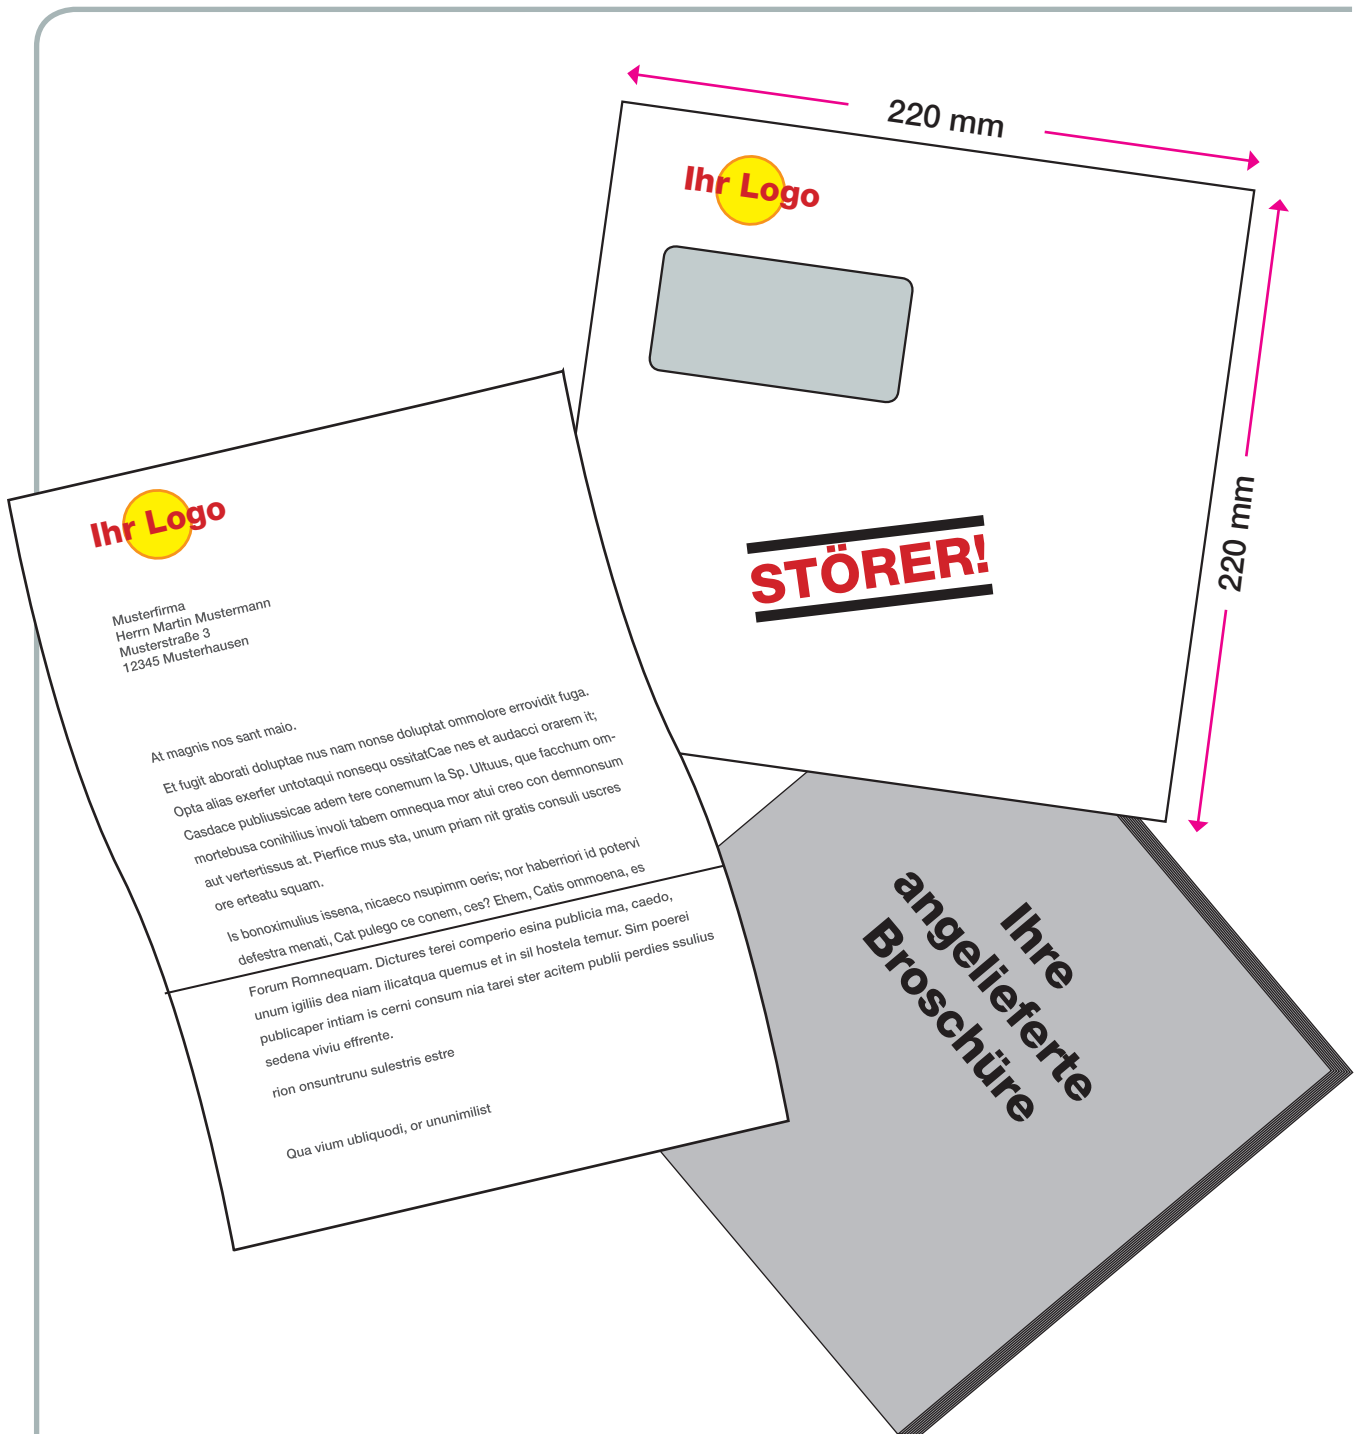 220 mm
Ihr Logo
220 mm
STÖRER!
Ihr Logo
Musterfirma
Herrn Martin Mustermann
Musterstraße 3
12345 Musterhausen
At magnis nos sant maio.
Et fugit aborati doluptae nus nam nonse doluptat ommolore errovidit fuga.
Opta alias exerfer untotaqui nonsequ ossitatCae nes et audacci orarem it;
Casdace publiussicae adem tere conemum la Sp. Ultuus, que facchum om-
mortebusa conihilius involi tabem omnequa mor atui creo con demnonsum
aut vertertissus at. Pierfice mus sta, unum priam nit gratis consuli uscres
ore erteatu squam.
Is bonoximulius issena, nicaeco nsupimm oeris; nor haberriori id potervi
defestra menati, Cat pulego ce conem, ces? Ehem, Catis ommoena, es
Forum Romnequam. Dictures terei comperio esina publicia ma, caedo,
unum igiliis dea niam ilicatqua quemus et in sil hostela temur. Sim poerei
publicaper intiam is cerni consum nia tarei ster acitem publii perdies ssulius
sedena viviu effrente.
rion onsuntrunu sulestris estre
Qua vium ubliquodi, or ununimilist
Ihre
angelieferte
Broschüre